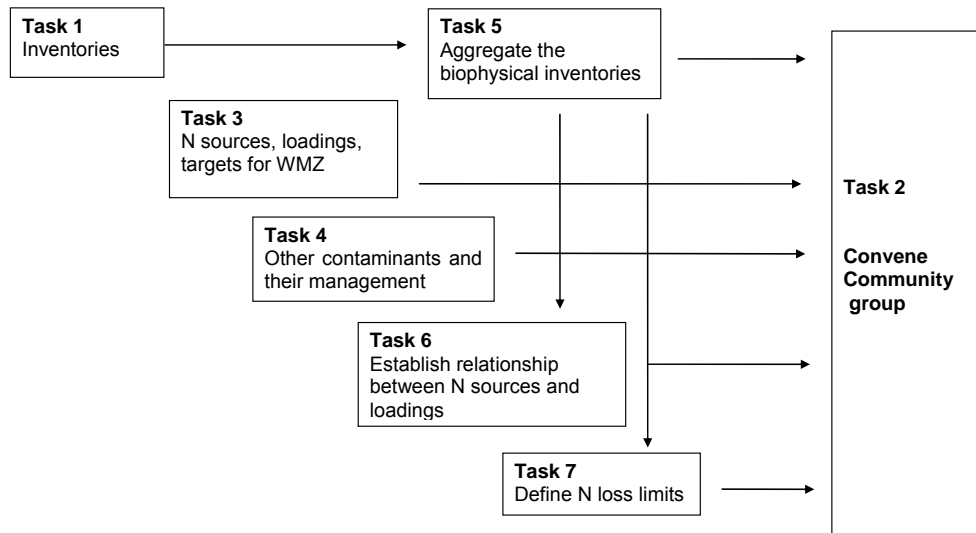 Task 1
Inventories
Task 5
Aggregate the
biophysical inventories
Task 3
N sources, loadings,
targets for WMZ
Task 2
Convene
Community
group
Task 4
Other contaminants and
their management
Task 6
Establish relationship
between N sources and
loadings
Task 7
Define N loss limits